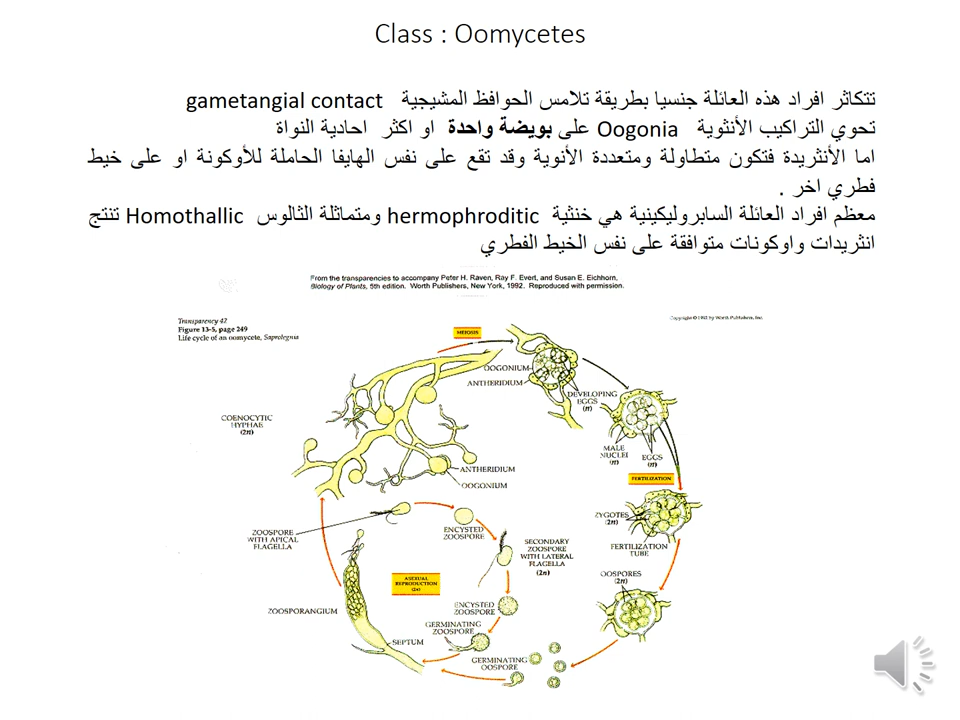 Class : Oomycetes
تتكاثر افراد هذه العائلة جنسيا بطريقة تلامس الحوافظ المشيجية gametangial contact
تحوي التراكيب الأنثوية Oogonia على بويضة واحدة او اكثر احادية النواة
اما الأنثريدة فتكون متطاولة ومتعددة الأنوية وقد تقع على نفس الهايفا الحاملة للأوكونة او على خيط
فطري اخر .
معظم افراد العائلة السابروليكينية هي خنثية hermophroditic ومتماثلة الثالوس Homothallic تنتج
انثريدات واوكونات متوافقة على نفس الخيط الفطري
From the transparencies to accompany Peter H. Raven, Ray F. Evert, and Susan E. Eichhorn,
Biology of Plants, 5th edition. Worth Publishers, New York, 1992. Reproduced with permission.
Transparency 42
Figure 13-5, page 249
Life cycle of an oomycete, Saprolegnia
Copyright © 1992 by Worth Publishers, Inc.
MEIOSIS
OOGONIUM
ANTHERIDIUM
DEVELOPING
EGGS
(n)
COENOCYTIC
HYPHAE
(2n)
MALE
NUCLEI
(n)
EGGS
(n)
ANTHERIDIUM
OOGONIUM
FERTILIZATION
ZYGOTES
(2n)
FERTILIZATION
TUBE
ZOOSPORE
WITH APICAL
FLAGELLA
ENCYSTED
ZOOSPORE
SECONDARY
ZOOSPORE
WITH LATERAL
FLAGELLA
(2n)
OOSPORES
(2n)
ASEXUAL
REPRODUCTION
(2n)
ZOOSPORANGIUM
ENCYSTED
ZOOSPORE
GERMINATING
ZOOSPORE
SEPTUM
GERMINATING
OOSPORE